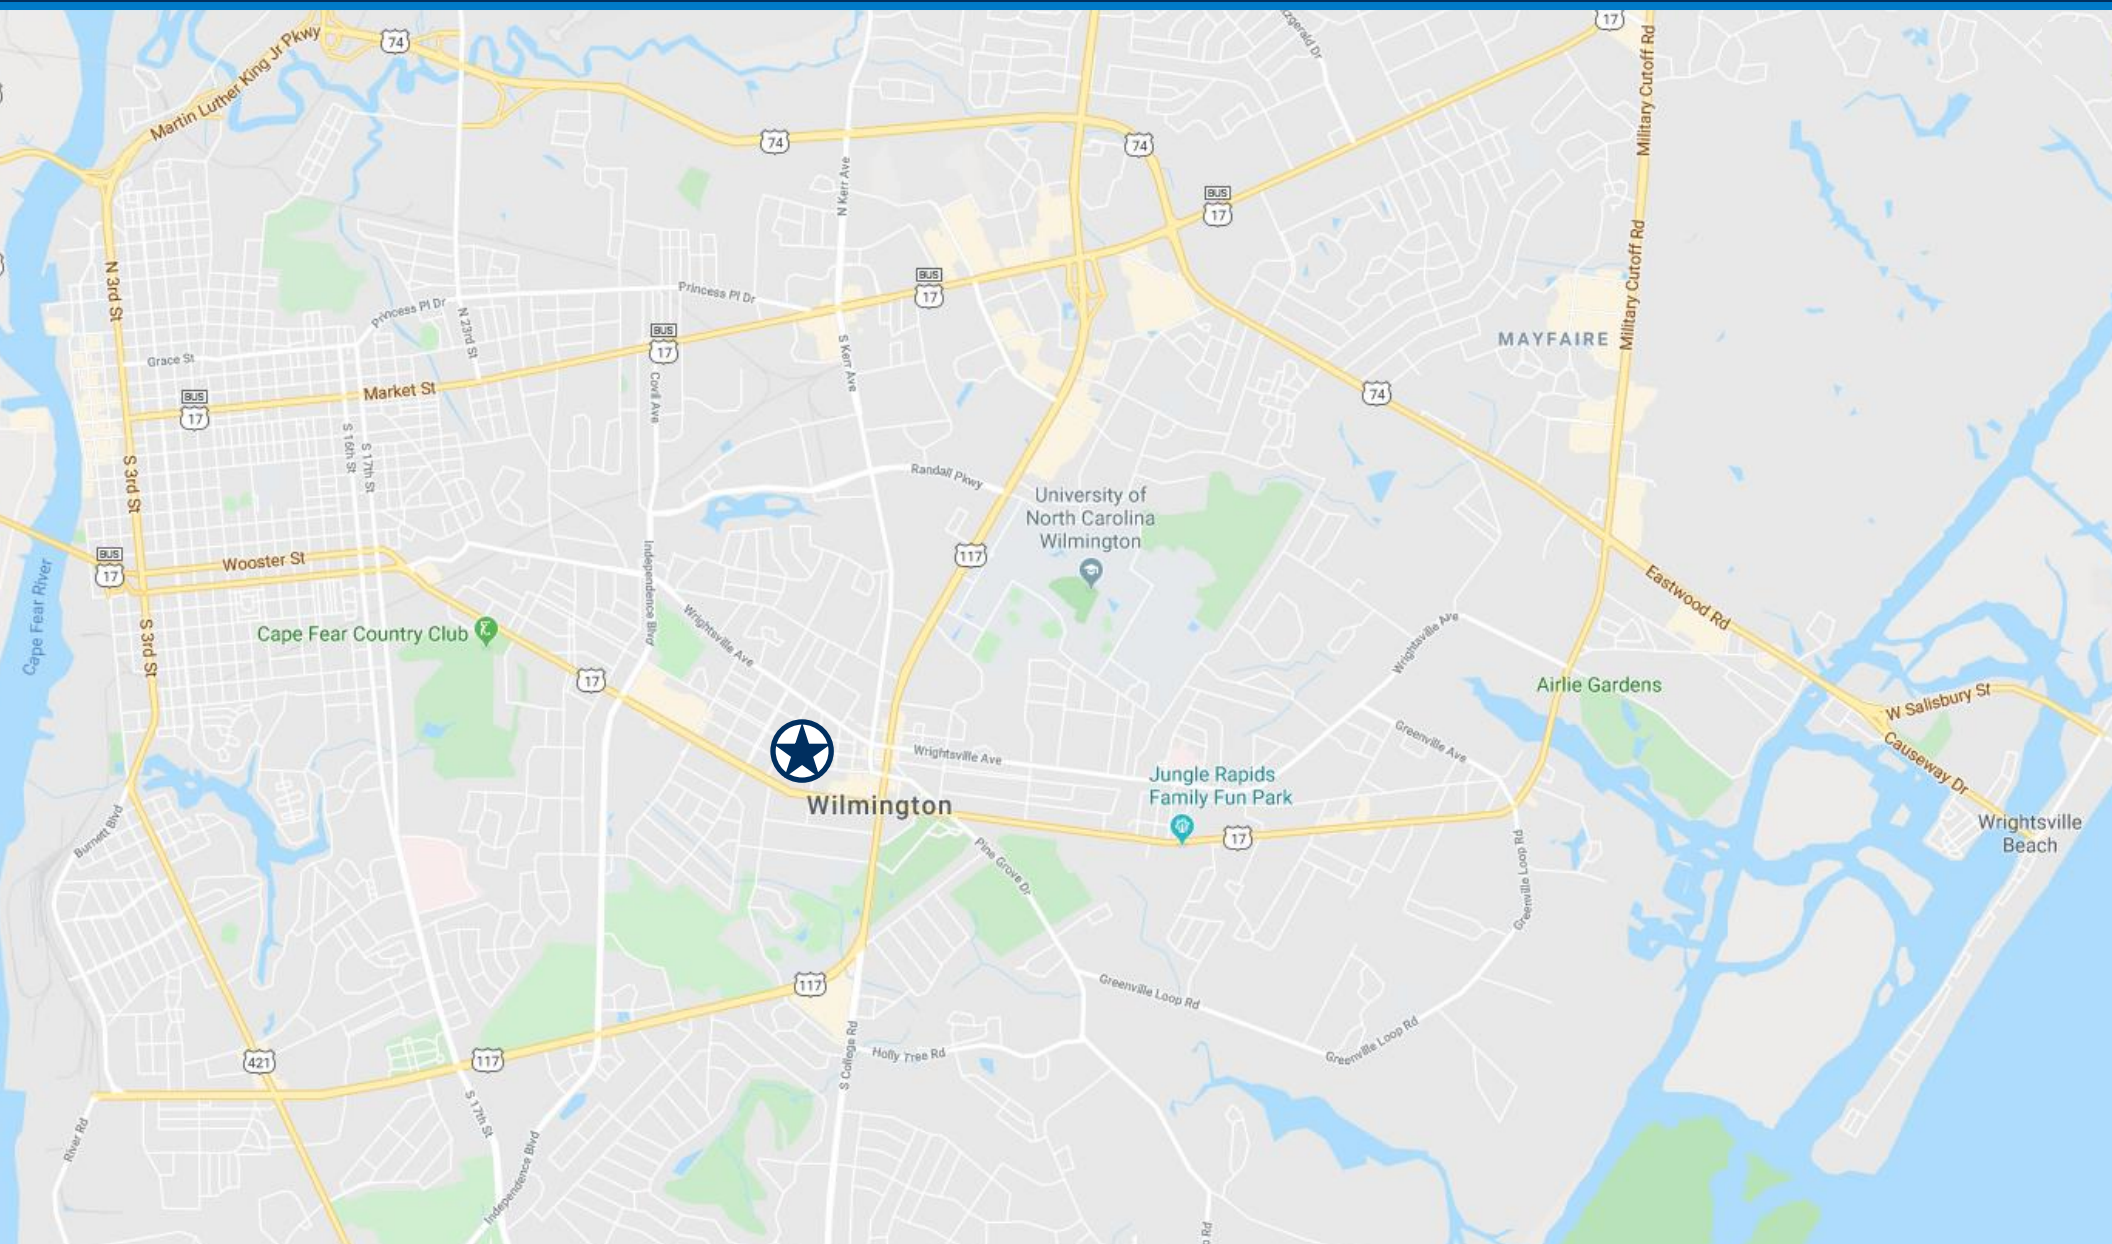 17
74
Martin Luther King Jr Pkwy
zgerald Dr
Military Cutoff Rd
74
74
N Kerr Ave
BUS
17
Military Cutoff Rd
N 3rd St
BUS
17
Princess Pl Dr
Princess Pl Dr
N 23rd St
BUS
17
S Kerr Ave
MAYFAIRE
Grace St
Market St
BUS
17
Covil Ave
74
S 16th St
S 17th St
S 3rd St
Randall Pkwy
University of
North Carolina
Wilmington
117
BUS
17
Wooster St
Cape Fear River
Independence Blvd
Eastwood Rd
Wrightsville Ave
Wrightsville Ave
S 3rd St
Cape Fear Country Club
17
Airlie Gardens
W Salisbury St
Greenville Ave
Wrightsville Ave
Causeway Dr
Jungle Rapids
Family Fun Park
Wilmington
17
Wrightsville
Beach
Burnett Blvd
Pine Grove Dr
Greenville Loop Rd
117
Greenville Loop Rd
Greenville Loop Rd
S College Rd
Holly Tree Rd
421
117
S 17th St
River Rd
Independence Blvd
Rd